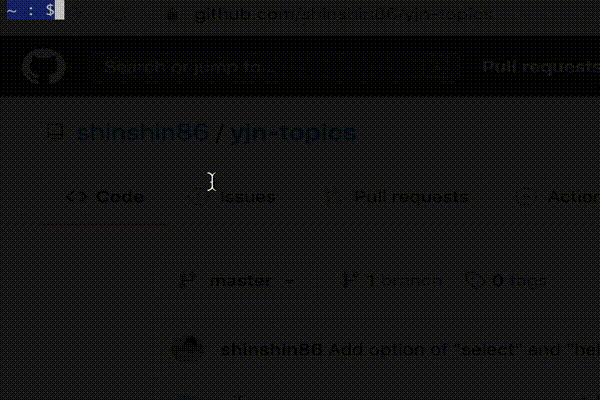 ~ : $
github.com/shinshin86/yjn-topics
Search or jump to...
Pull requests
shinshin86 / yjn-topics
<> Code
Issues
Pull requests
Action
master
1 branch
0 tags
shinshin86 Add option of "select" and "hel